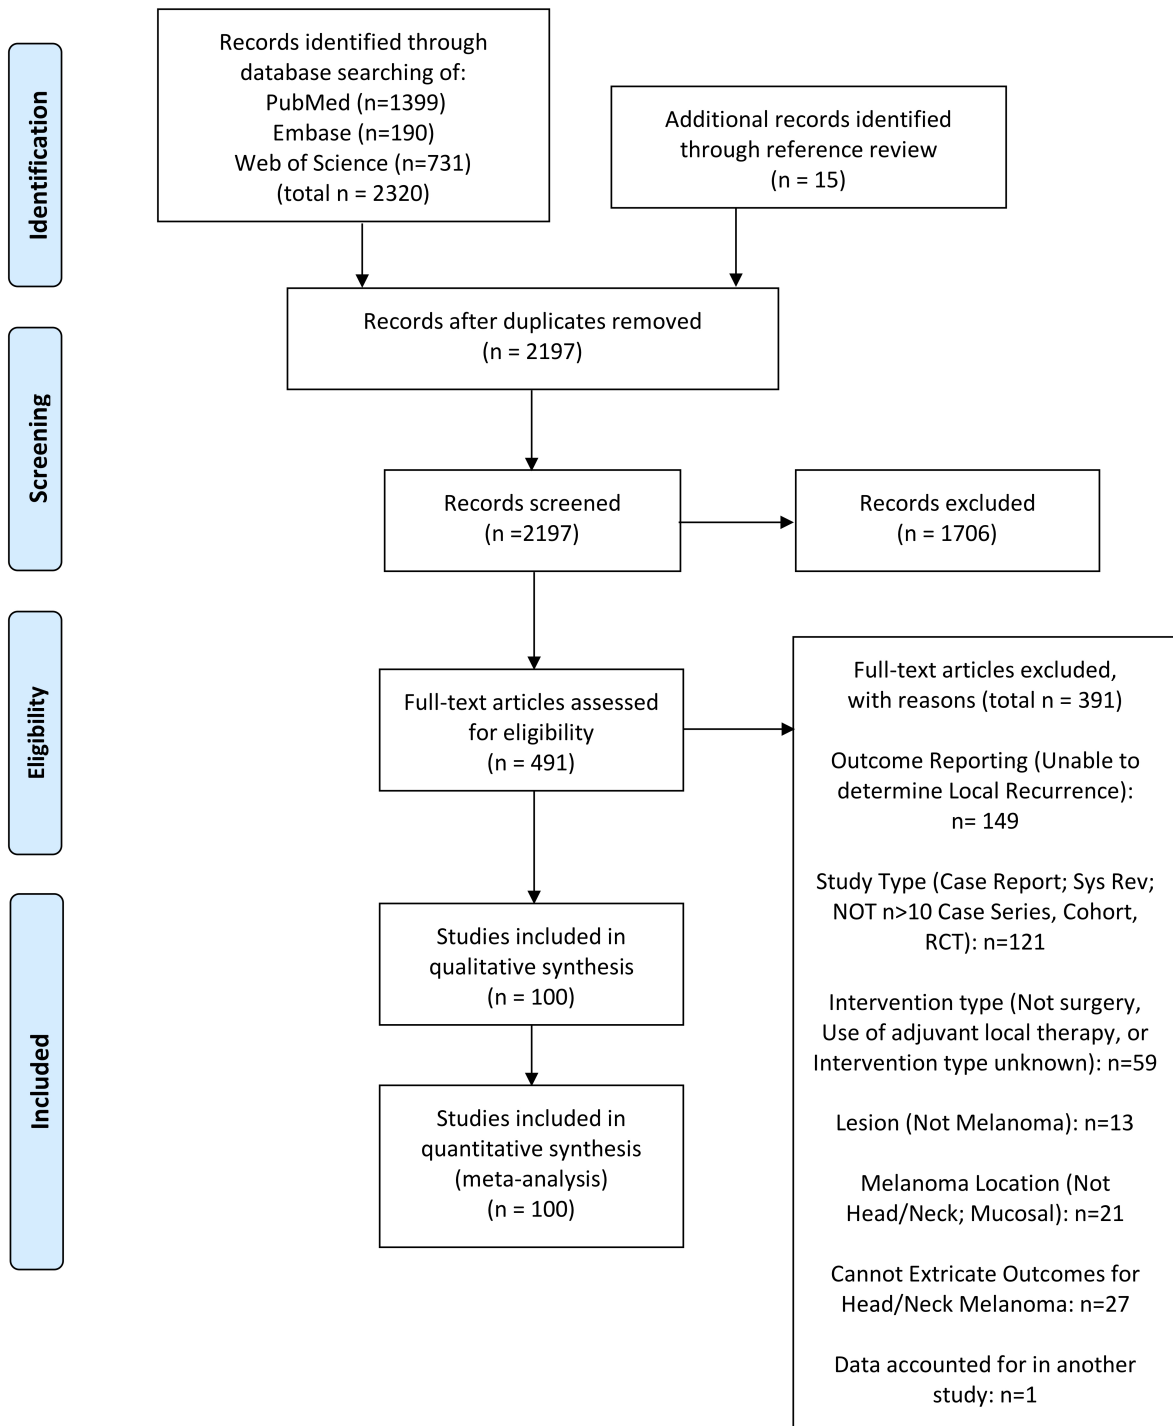 Identification
Records identified through
database searching of:
PubMed (n=1399)
Embase (n=190)
Web of Science (n=731)
(total n = 2320)
Additional records identified
through reference review
(n = 15)
Records after duplicates removed
(n = 2197)
Screening
Records screened
(n =2197)
Records excluded
(n = 1706)
Eligibility
Full-text articles assessed
for eligibility
(n = 491)
Full-text articles excluded,
with reasons (total n = 391)
Outcome Reporting (Unable to
determine Local Recurrence):
n= 149
Study Type (Case Report; Sys Rev;
NOT n>10 Case Series, Cohort,
RCT): n=121
Intervention type (Not surgery,
Use of adjuvant local therapy, or
Intervention type unknown): n=59
Lesion (Not Melanoma): n=13
Melanoma Location (Not
Head/Neck; Mucosal): n=21
Cannot Extricate Outcomes for
Head/Neck Melanoma: n=27
Data accounted for in another
study: n=1
Included
Studies included in
qualitative synthesis
(n = 100)
Studies included in
quantitative synthesis
(meta-analysis)
(n = 100)